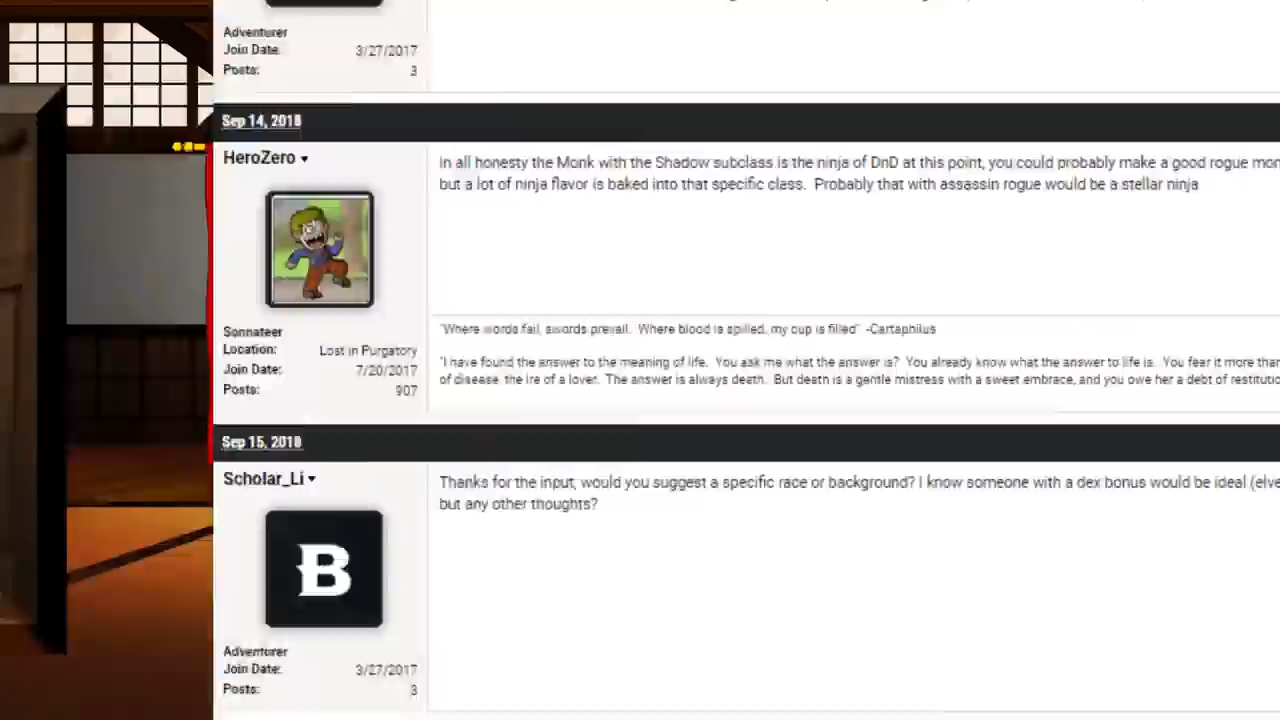 Adventurer
Join Date: 3/27/2017
Posts: 3
Sep 14, 2018
HeroZero
In all honesty the Monk with the Shadow subclass is the ninja of DnD at this point, you could probably make a good rogue mon
but a lot of ninja flavor is baked into that specific class. Probably that with assassin rogue would be a stellar ninja
"Where words fail, swords prevail. Where blood is spilled, my cup is filled" -Cartaphilus
"I have found the answer to the meaning of life. You ask me what the answer is? You already know what the answer to life is. You fear it more than
of disease, the ire of a lover. The answer is always death. But death is a gentle mistress with a sweet embrace, and you owe her a debt of restitutio
Sonnateer
Location: Lost in Purgatory
Join Date: 7/20/2017
Posts: 907
Sep 15, 2018
Scholar_Li
Thanks for the input, would you suggest a specific race or background? I know someone with a dex bonus would be ideal (elve
but any other thoughts?
B
Adventurer
Join Date: 3/27/2017
Posts: 3